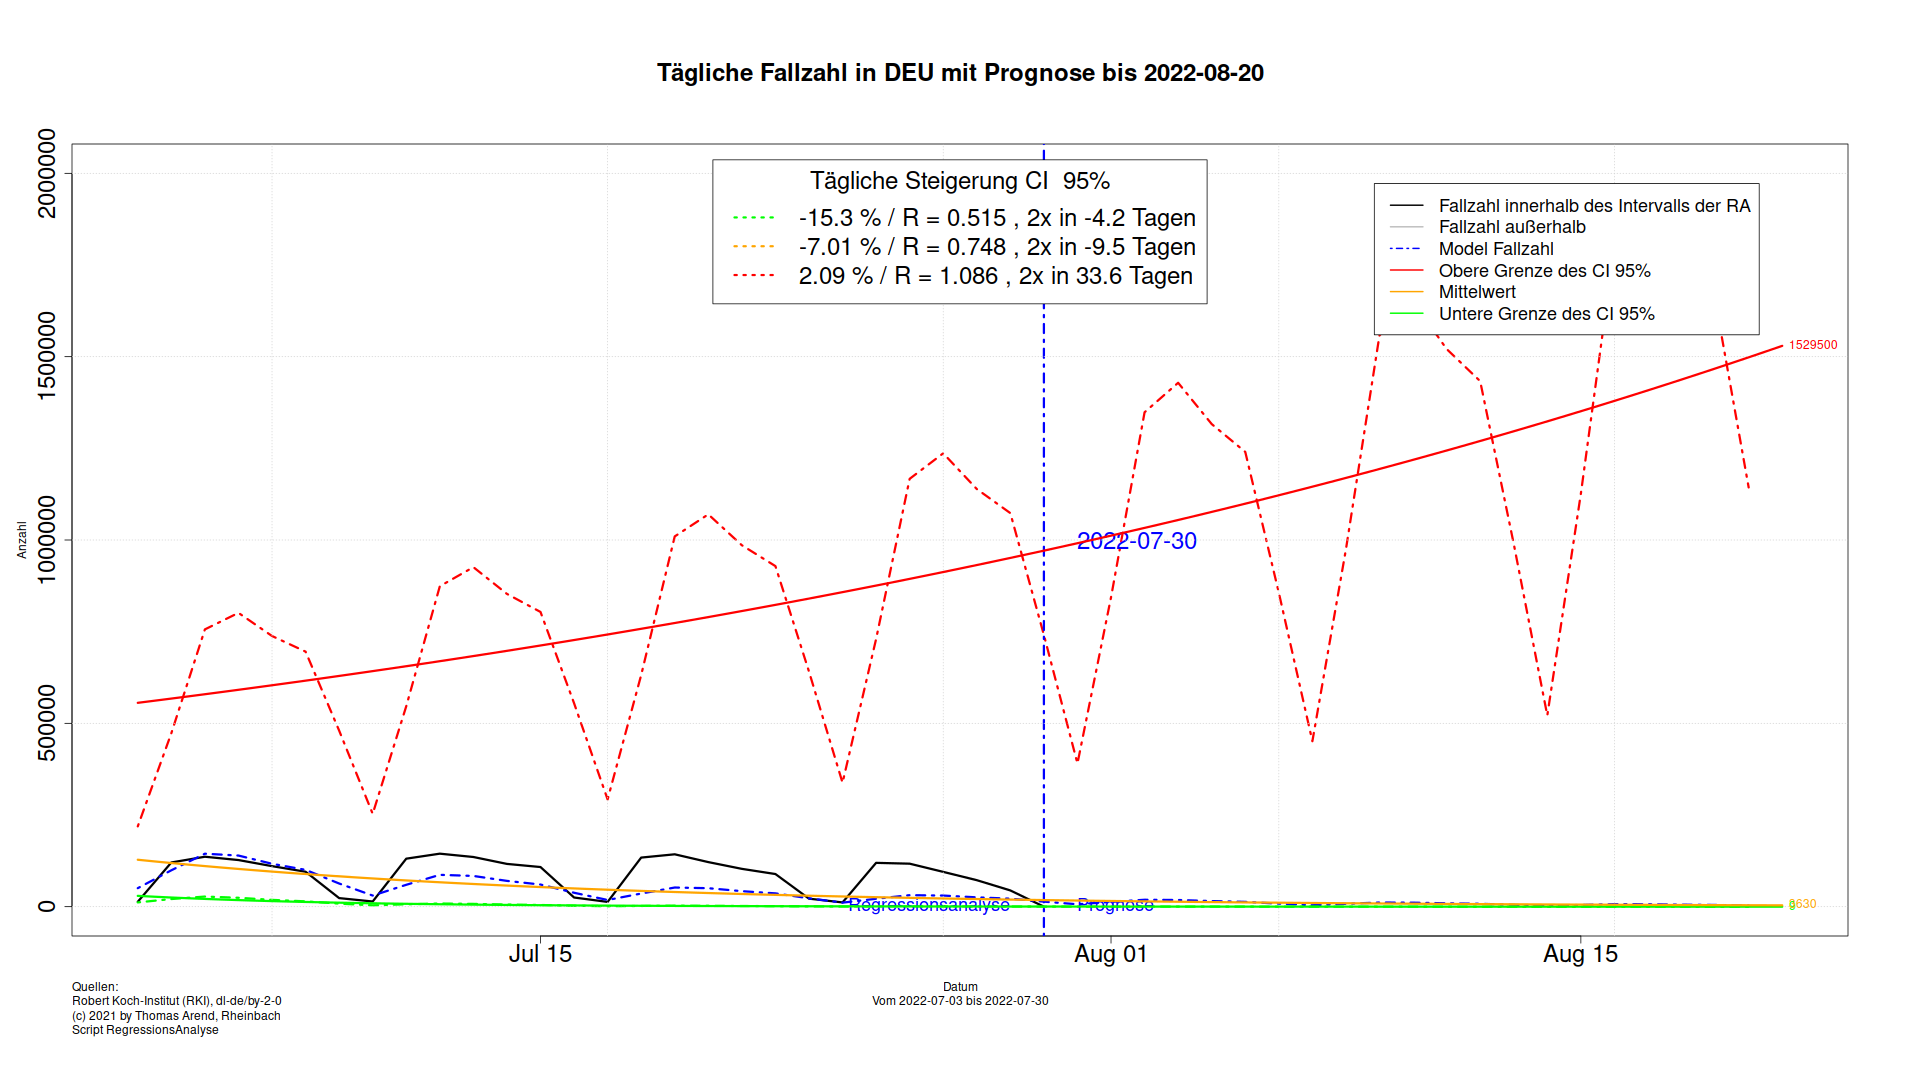 Tägliche Fallzahl in DEU mit Prognose bis 2022-08-20
Anzahl
2000000
1500000
1000000
500000
0
Tägliche Steigerung CI 95%
-15.3 % / R = 0.515 , 2x in -4.2 Tagen
-7.01 % / R = 0.748 , 2x in -9.5 Tagen
2.09 % / R = 1.086 , 2x in 33.6 Tagen
Fallzahl innerhalb des Intervalls der RA
Fallzahl außerhalb
Model Fallzahl
Obere Grenze des CI 95%
Mittelwert
Untere Grenze des CI 95%
1529500
2022-07-30
Regressionsanalyse
Prognose
Jul 15
Aug 01
Aug 15
Quellen:
Robert Koch-Institut (RKI), dl-de/by-2-0
(c) 2021 by Thomas Arend, Rheinbach
Script RegressionsAnalyse
Datum
Vom 2022-07-03 bis 2022-07-30